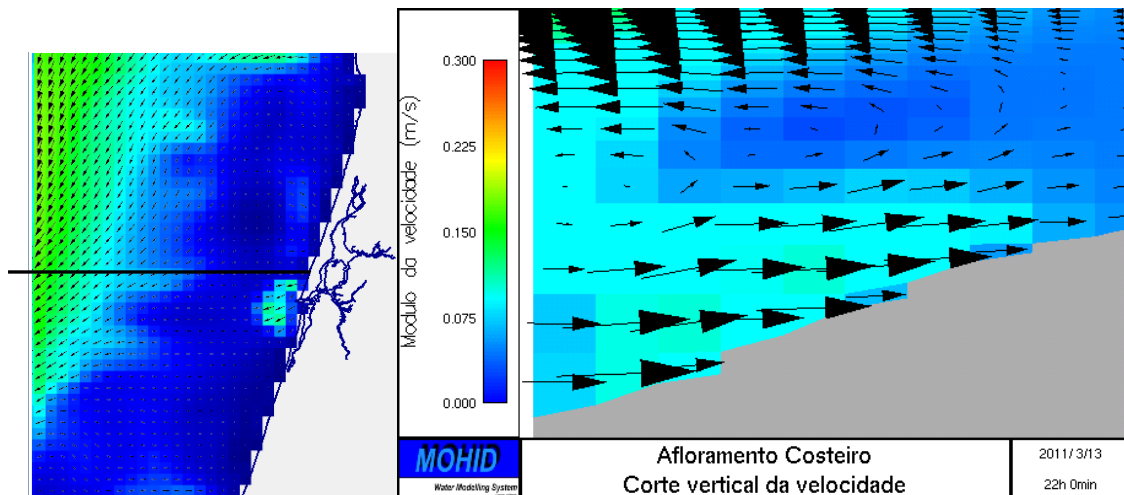 Modulo da velocidade (m/s)
0.300
0.225
0.150
0.075
0.000
MOHID
Water Modelling System
Afloramento Costeiro
Corte vertical da velocidade
2011/3/13
22h 0min